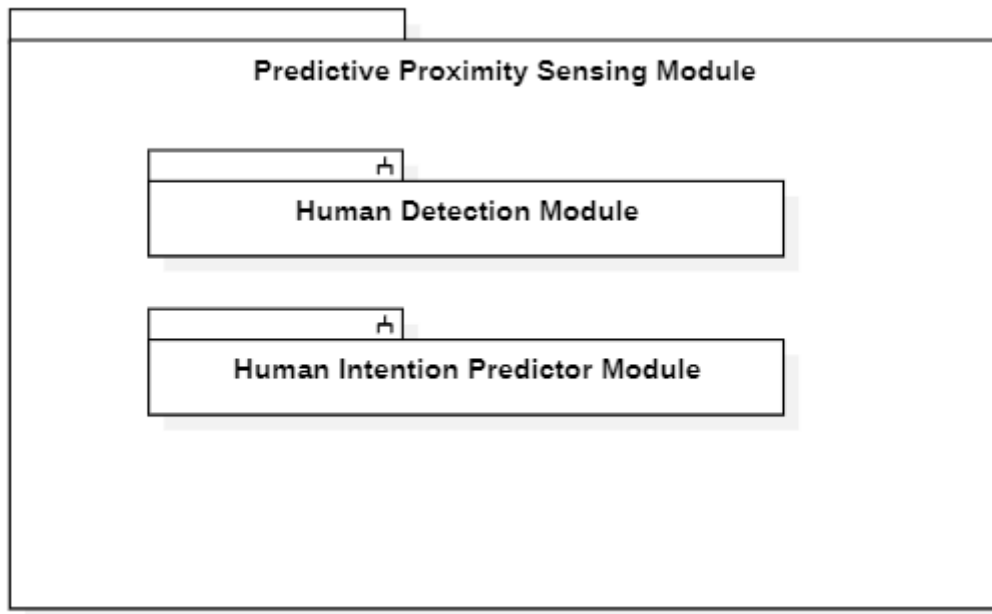 Predictive Proximity Sensing Module
Human Detection Module
Human Intention Predictor Module